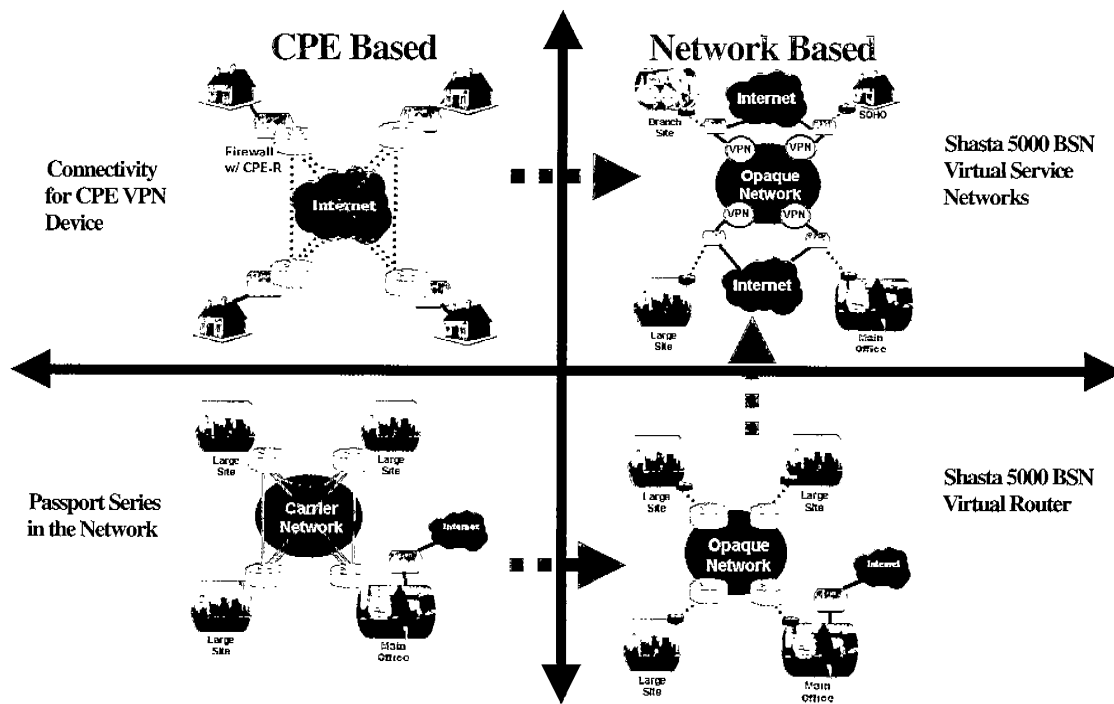 CPE Based
Network Based
Connectivity
for CPE VPN
Device
Firewall
w/ CPE-R
Internet
Internet
Branch
Site
SOHO
VPN
VPN
Opaque
Network
VPN
VPN
Internet
Large
Site
Main
Office
Shasta 5000 BSN
Virtual Service
Networks
Passport Series
in the Network
Large
Site
Large
Site
Carrier
Network
Internet
Large
Site
Main
Office
Large
Site
Large
Site
Opaque
Network
Internet
Large
Site
Main
Office
Shasta 5000 BSN
Virtual Router